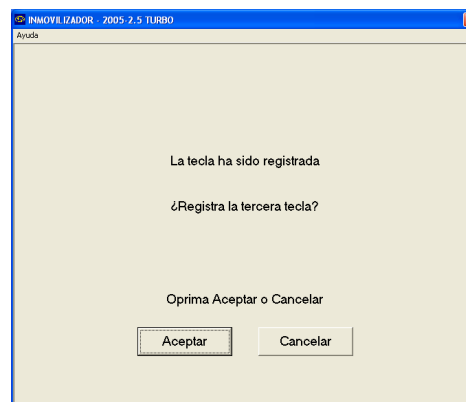 INMOVILIZADOR - 2005-2.5 TURBO
Ayuda
La tecla ha sido registrada
¿Registra la tercera tecla?
Oprima Aceptar o Cancelar
Aceptar Cancelar